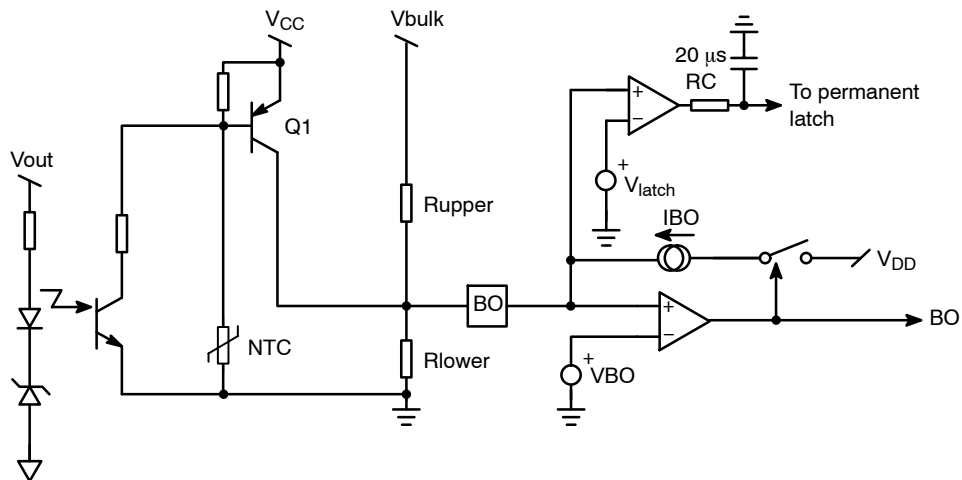 VCC
Vbulk
20 μs
RC
To permanent
latch
Q1
Vout
Vlatch
Rupper
IBO
VDD
BO
BO
NTC
Rlower
VBO